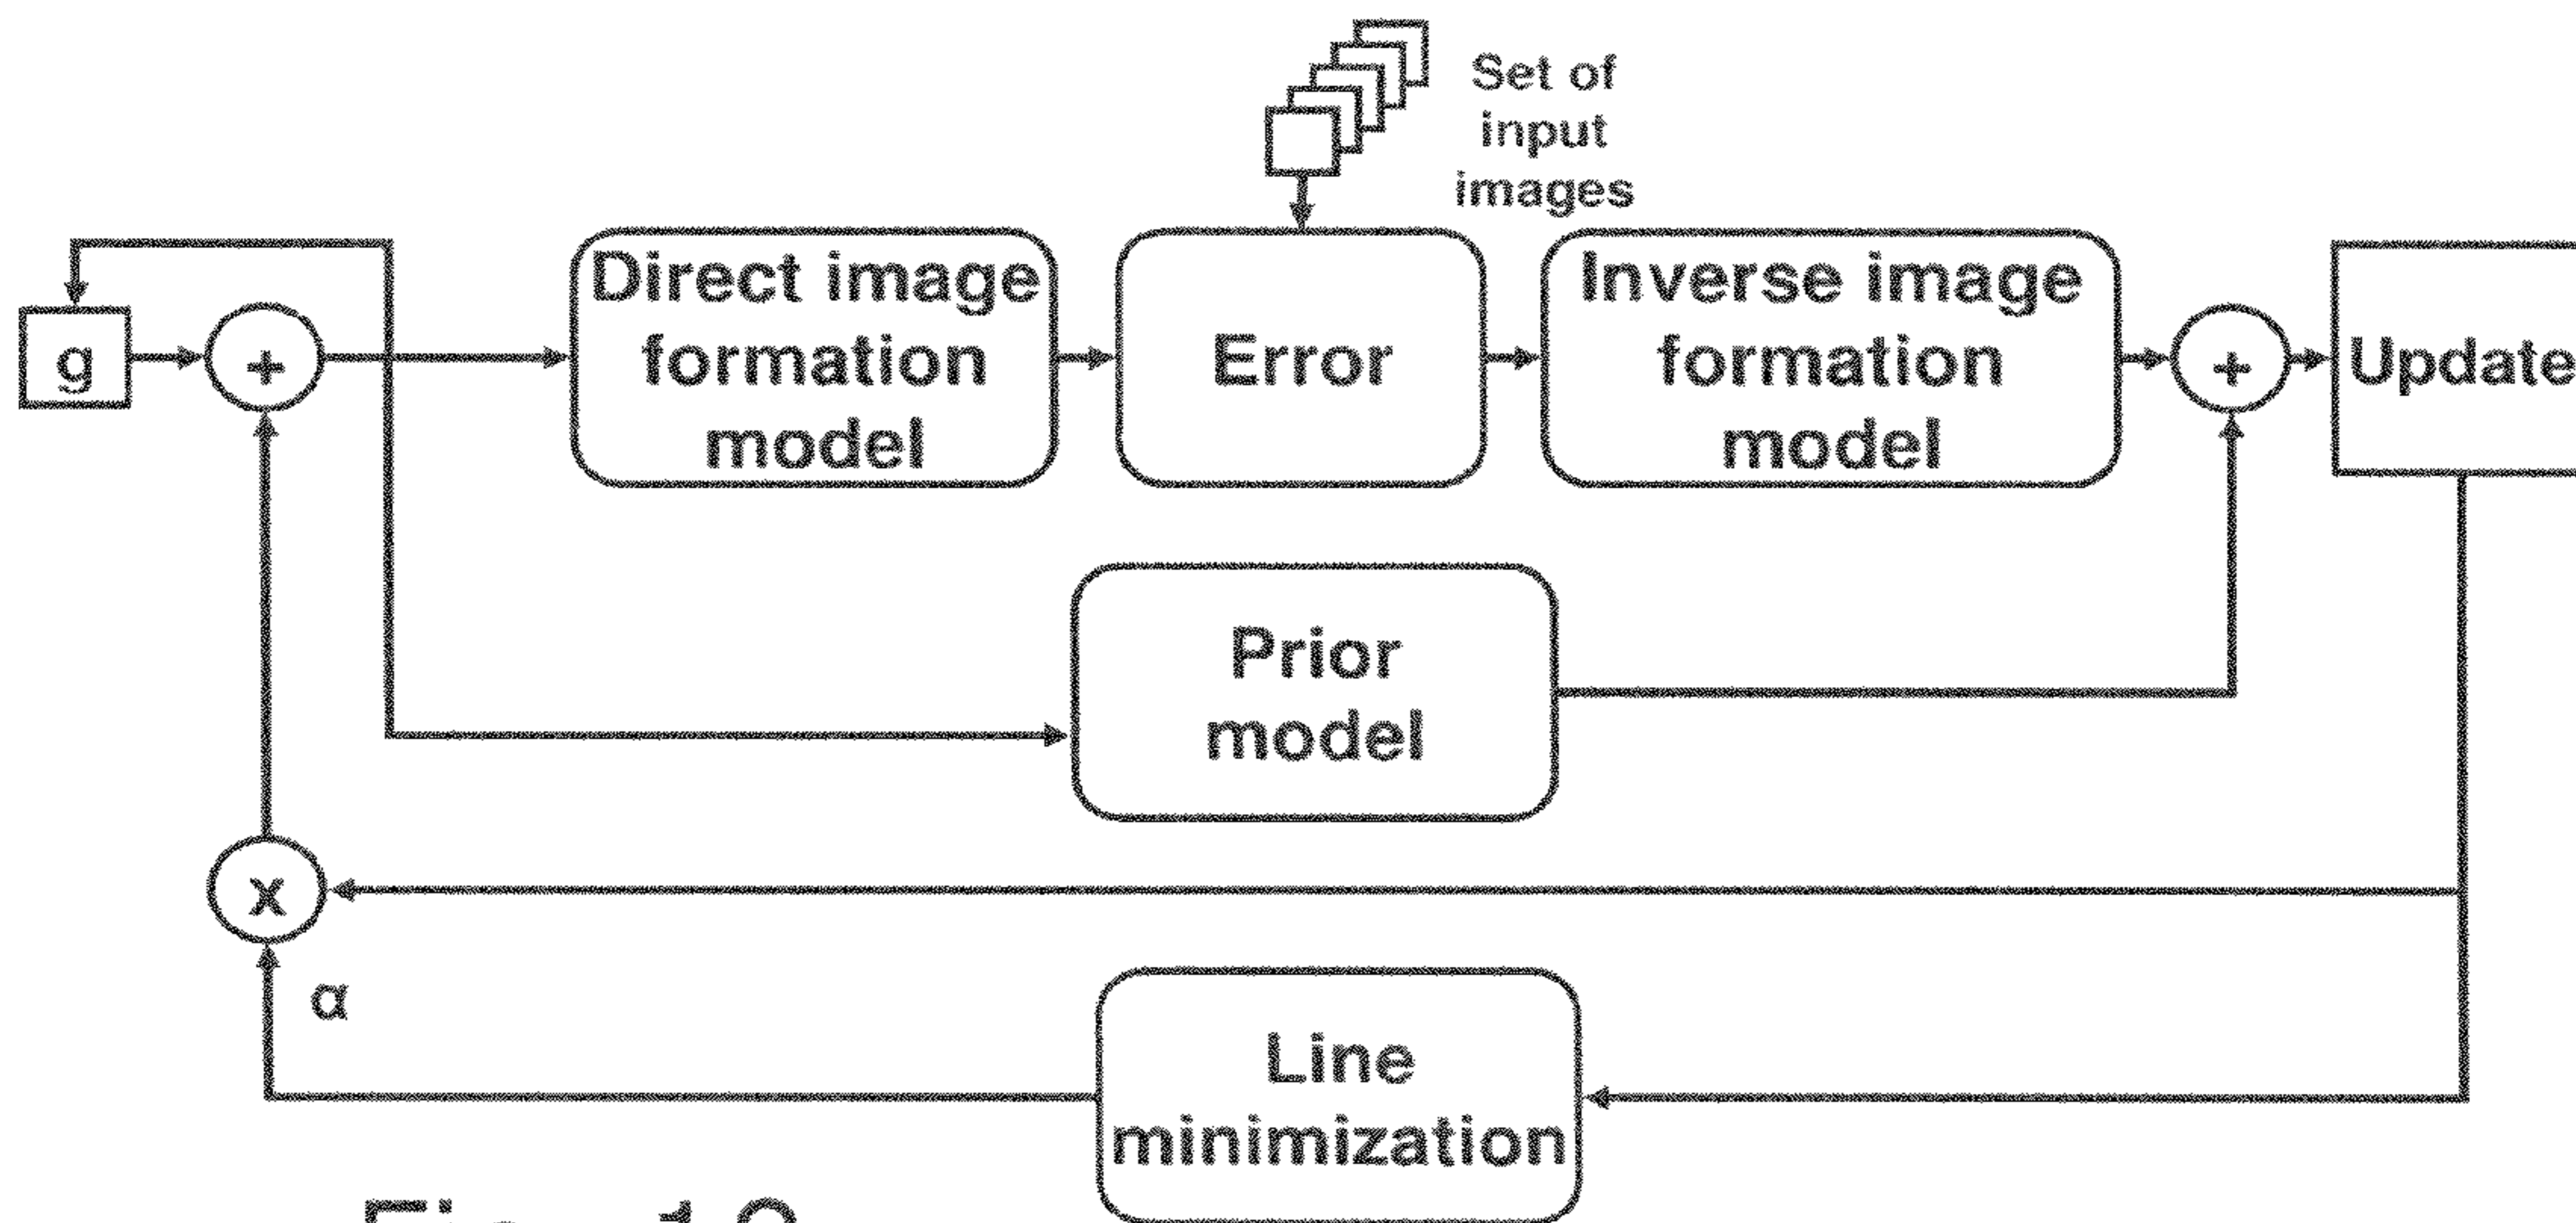 Set of
input
images
g
+
Direct image
formation
model
Error
Inverse image
formation
model
+
Update
Prior
model
x
α
Line
minimization